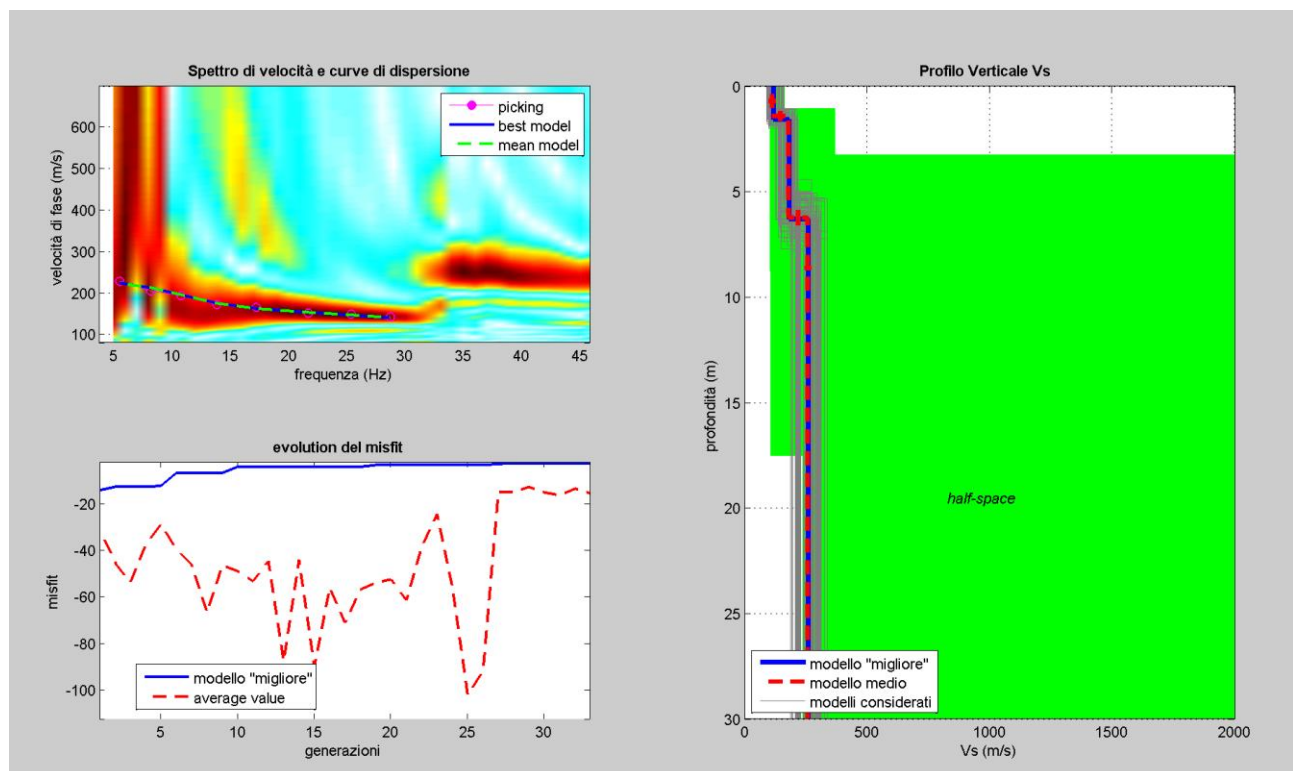 Spettro di velocità e curve di dispersione
picking
best model
mean model
600
500
400
300
200
100
velocità di fase (m/s)
5 10 15 20 25 30 35 40 45
frequenza (Hz)
evolution del misfit
-20
-40
-60
-80
-100
misfit
modello "migliore"
average value
5 10 15 20 25 30
generazioni
Profilo Verticale Vs
0
5
10
15
20
25
30
profondità (m)
half-space
modello "migliore"
modello medio
modelli considerati
500 1000 1500 2000
Vs (m/s)